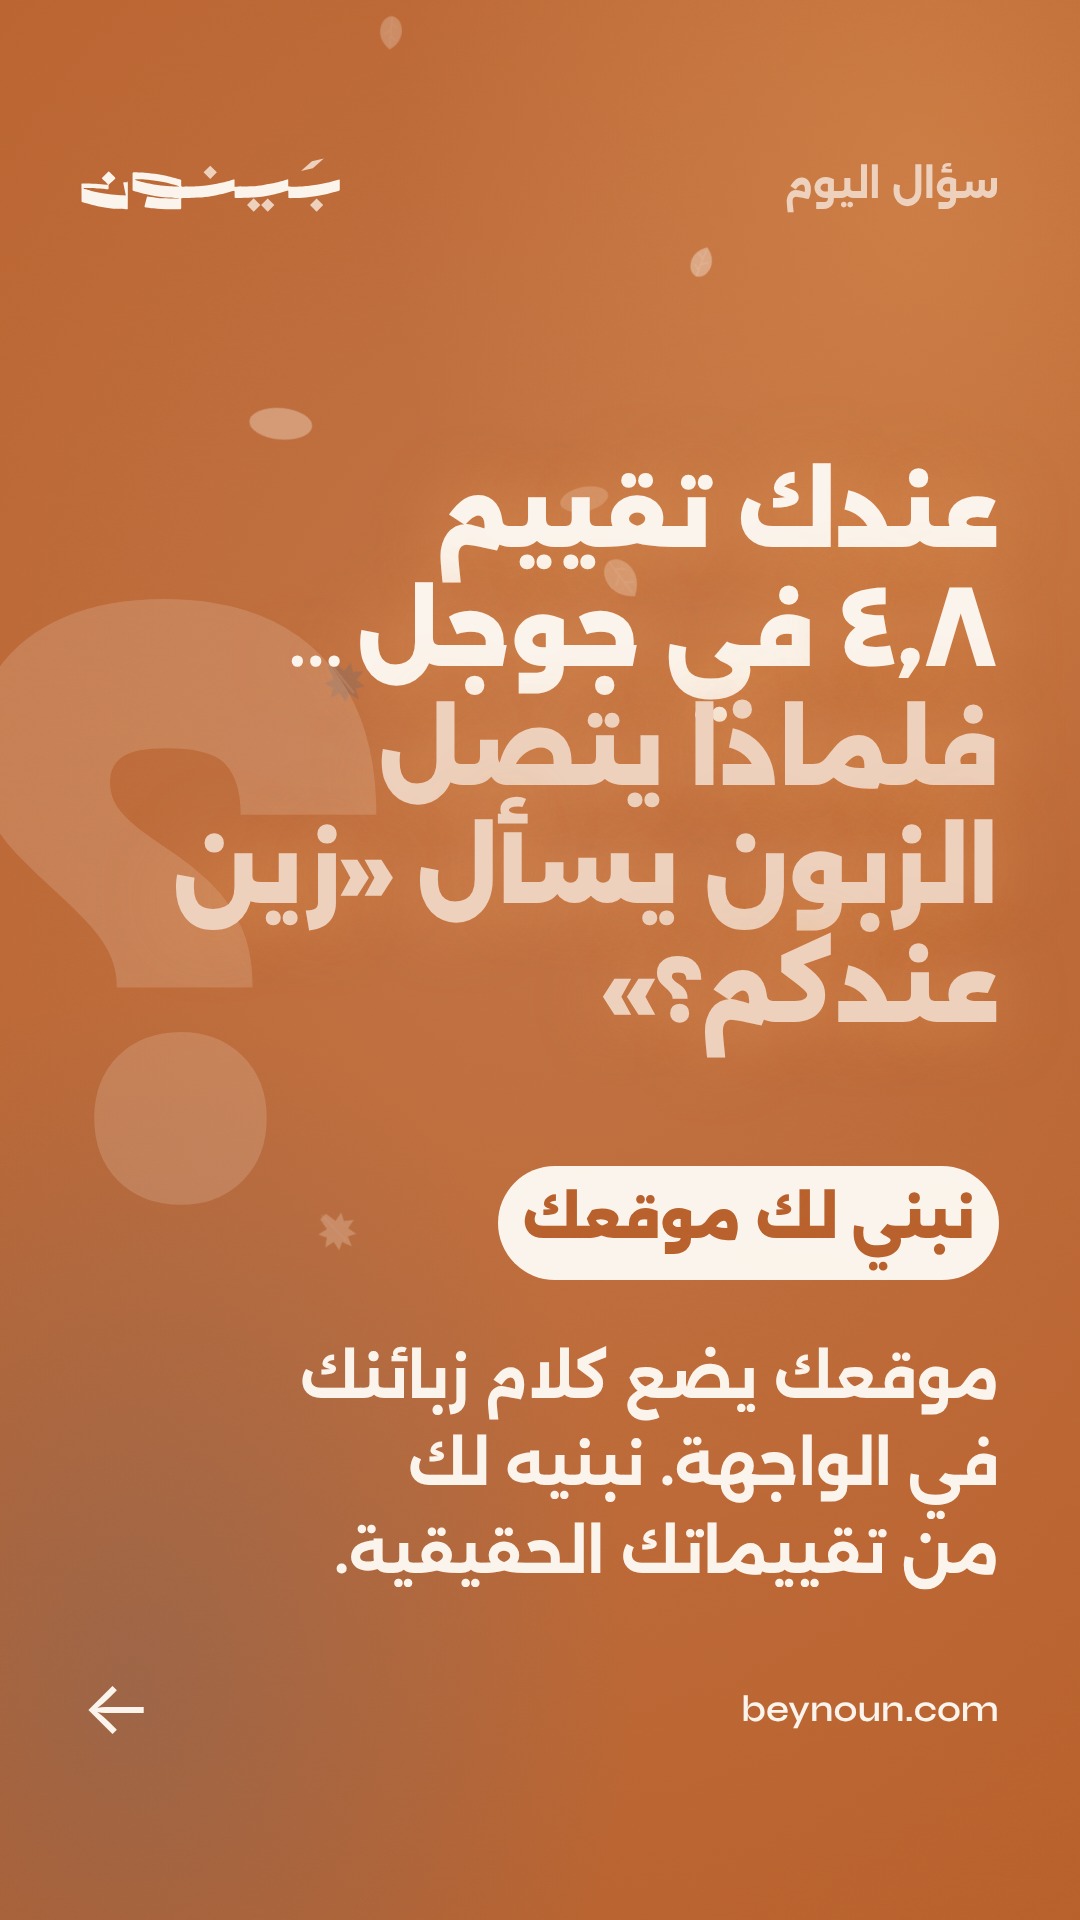 سؤال اليوم
بَينون
عندك تقييم
٤,٨ في جوجل...
فلماذا يتصل
الزبون يسأل «زين
عندكم؟»
نبني لك موقعك
موقعك يضع كلام زبائنك
في الواجهة. نبنيه لك
من تقييماتك الحقيقية.
beynoun.com